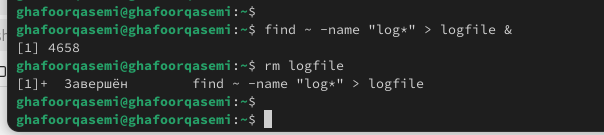 ghafoorqasemi@ghafoorqasemi:~$
ghafoorqasemi@ghafoorqasemi:~$ find ~ -name "log*" > logfile &
[1] 4658
ghafoorqasemi@ghafoorqasemi:~$ rm logfile
[1]+  Завершён        find ~ -name "log*" > logfile
ghafoorqasemi@ghafoorqasemi:~$
ghafoorqasemi@ghafoorqasemi:~$